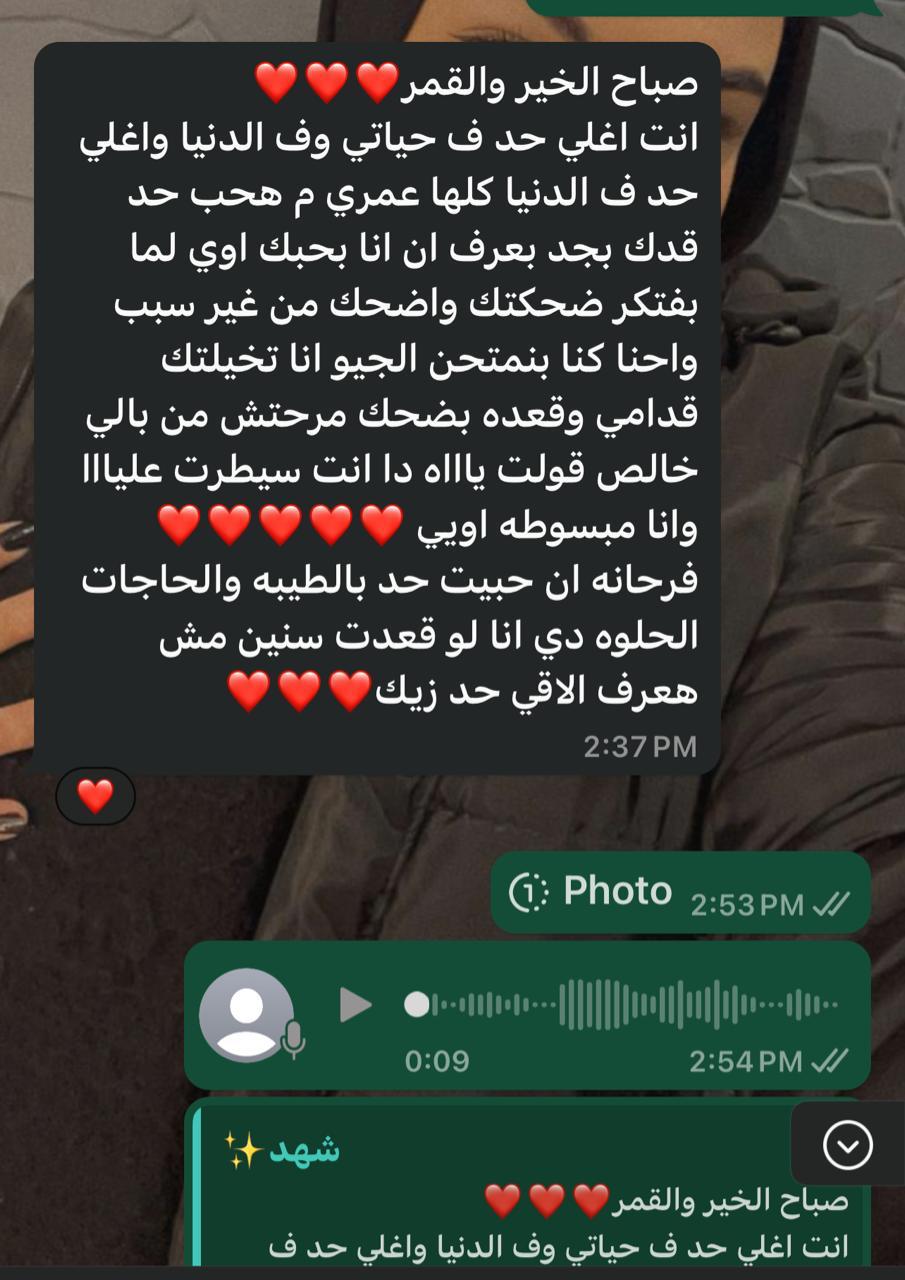 صباح الخير والقمر❤️❤️❤️
انت اغلي حد ف حياتي وف الدنيا واغلي
حد ف الدنيا كلها عمري م هحب حد
قدك بجد بعرف ان انا بحبك اوي لما
بفتكر ضحكتك واضحك من غير سبب
واحنا كنا بنمتحن الجيو انا تخيلتك
قدامي وقعده بضحك مرحتش من بالي
خالص قولت ياااه دا انت سيطرت عليااا
وانا مبسوطه اويي ❤️❤️❤️❤️❤️
فرحانه ان حبيت حد بالطيبه والحاجات
الحلوه دي انا لو قعدت سنين مش
هعرف الاقي حد زيك❤️❤️❤️
2:37 PM
❤️
1 Photo 2:53 PM
0:09 2:54 PM
شهد✨
صباح الخير والقمر❤️❤️❤️
انت اغلي حد ف حياتي وف الدنيا واغلي حد ف